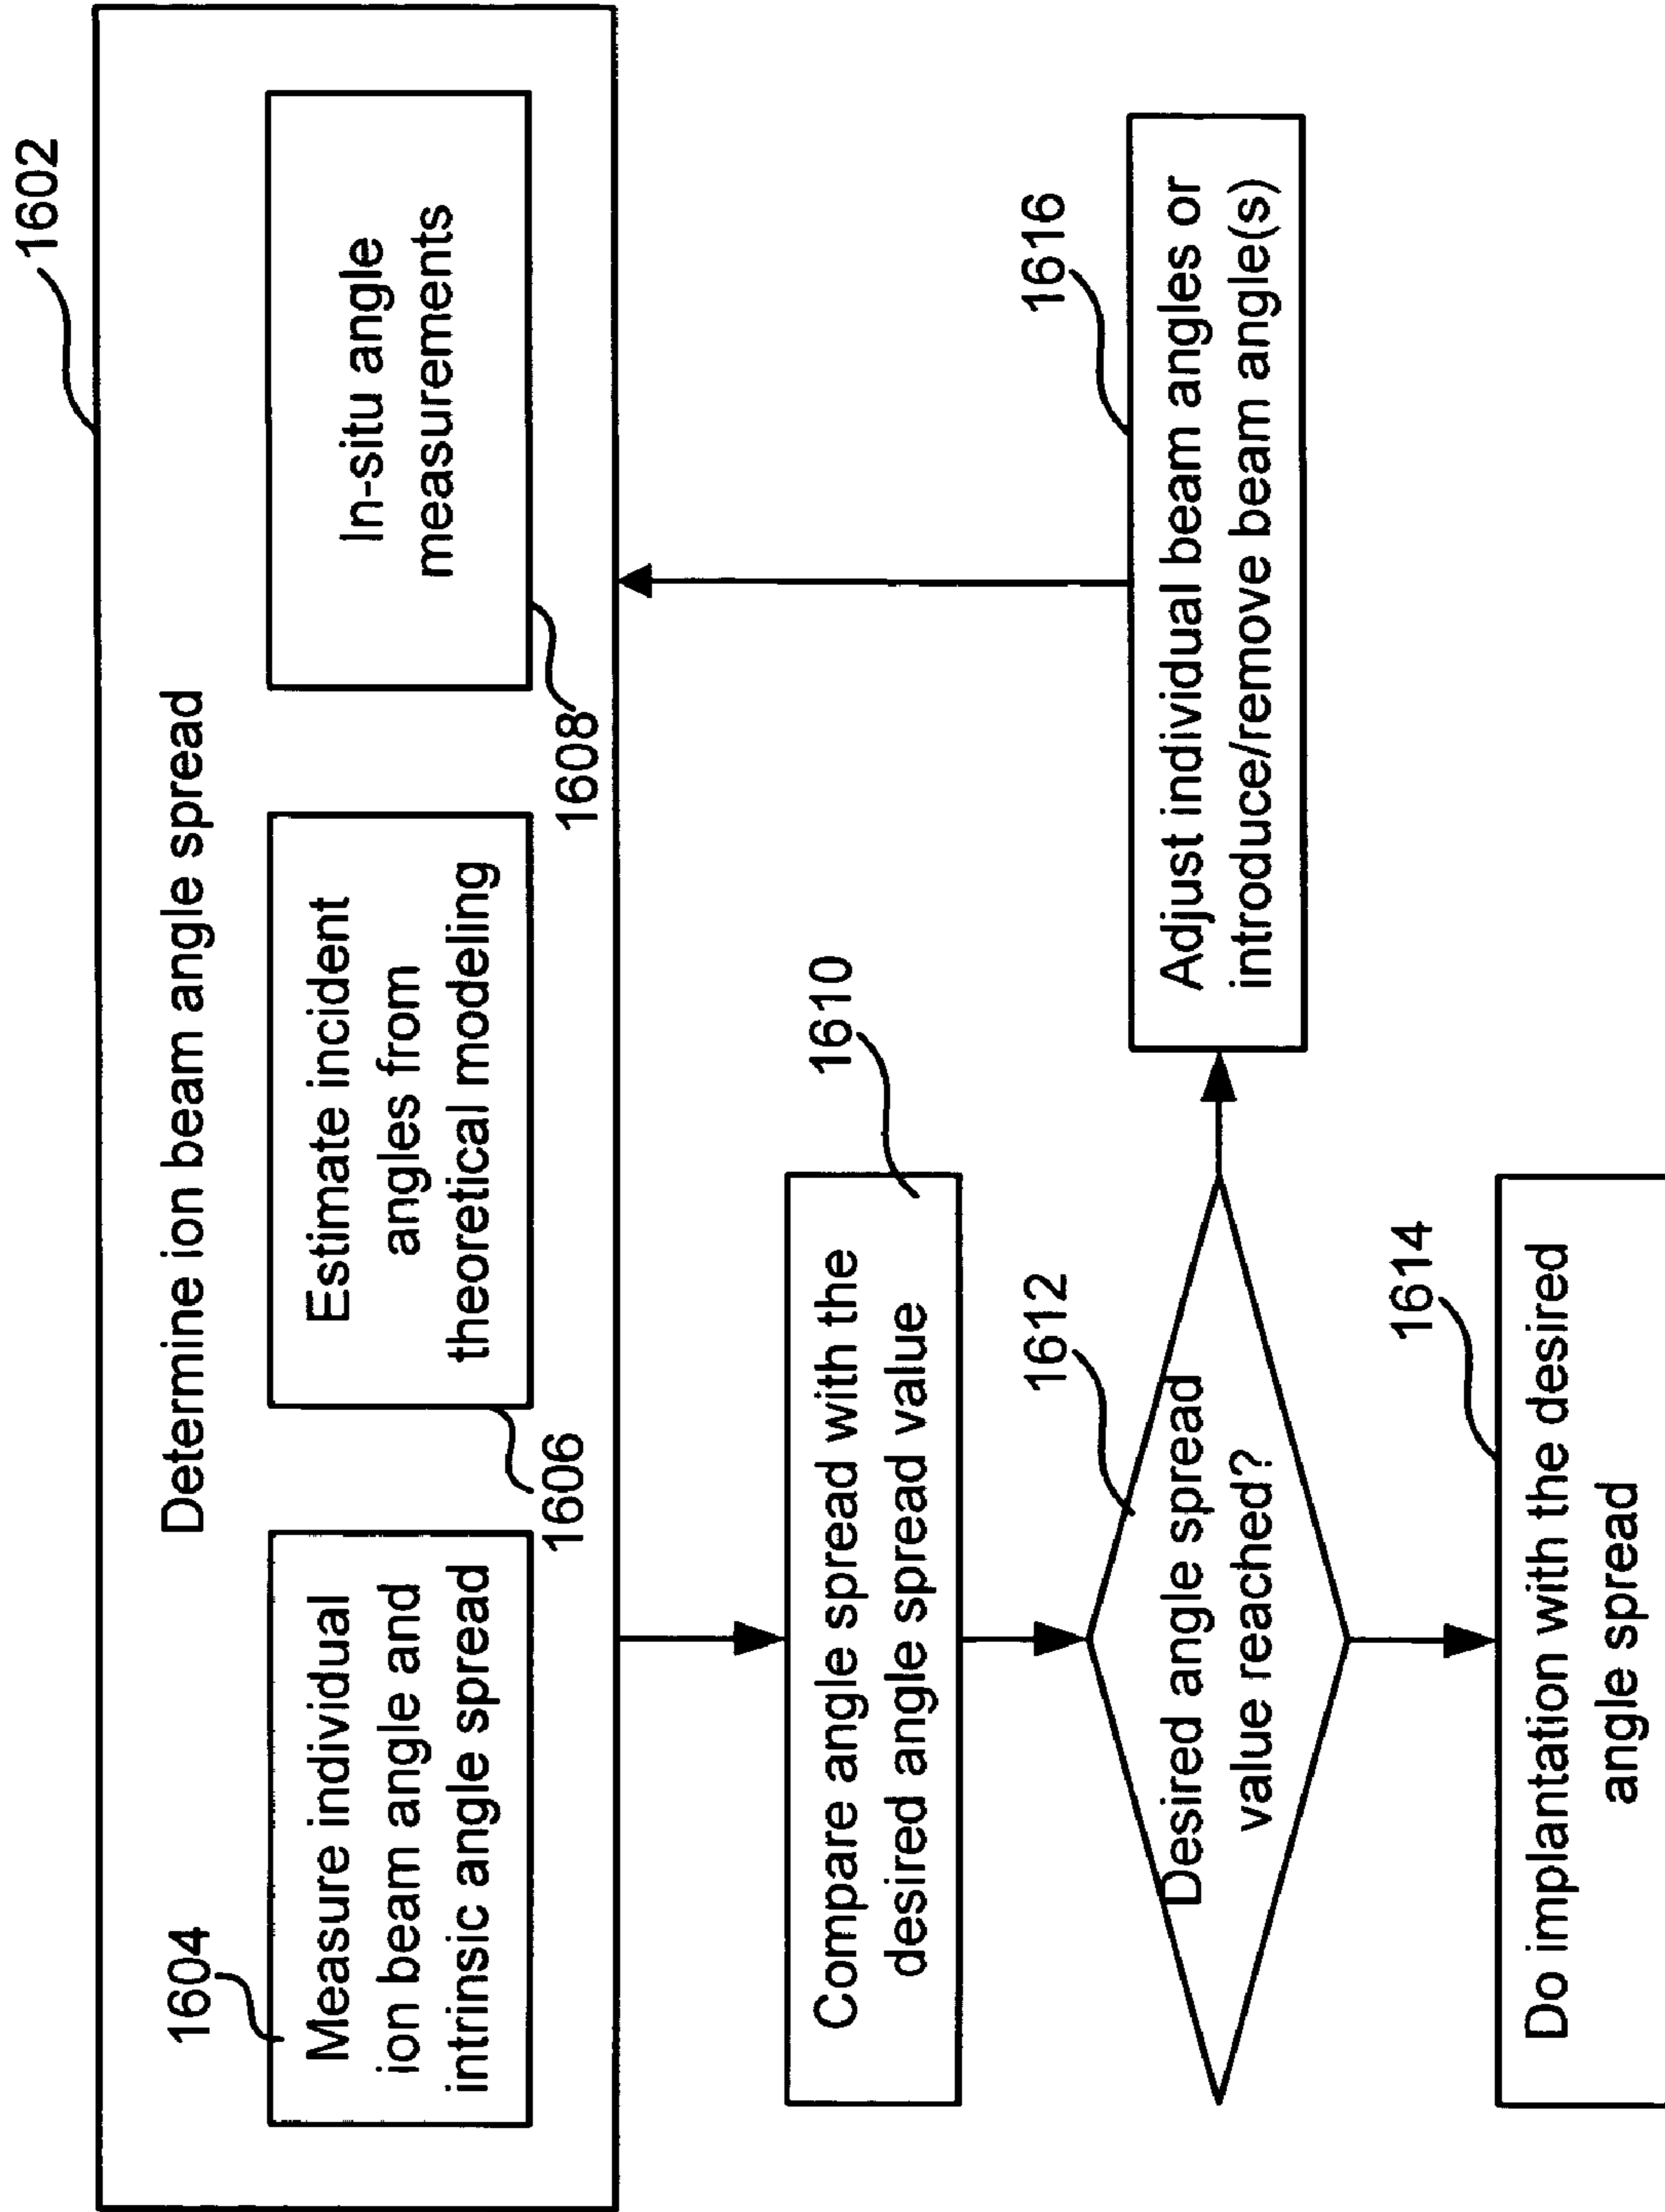 1602
Determine ion beam angle spread
1604
Measure individual
ion beam angle and
intrinsic angle spread
1606
Estimate incident
angles from
theoretical modeling
1608
In-situ angle
measurements
1610
Compare angle spread with the
desired angle spread value
1612
Desired angle spread
value reached?
1616
Adjust individual beam angles or
introduce/remove beam angle(s)
1614
Do implantation with the desired
angle spread